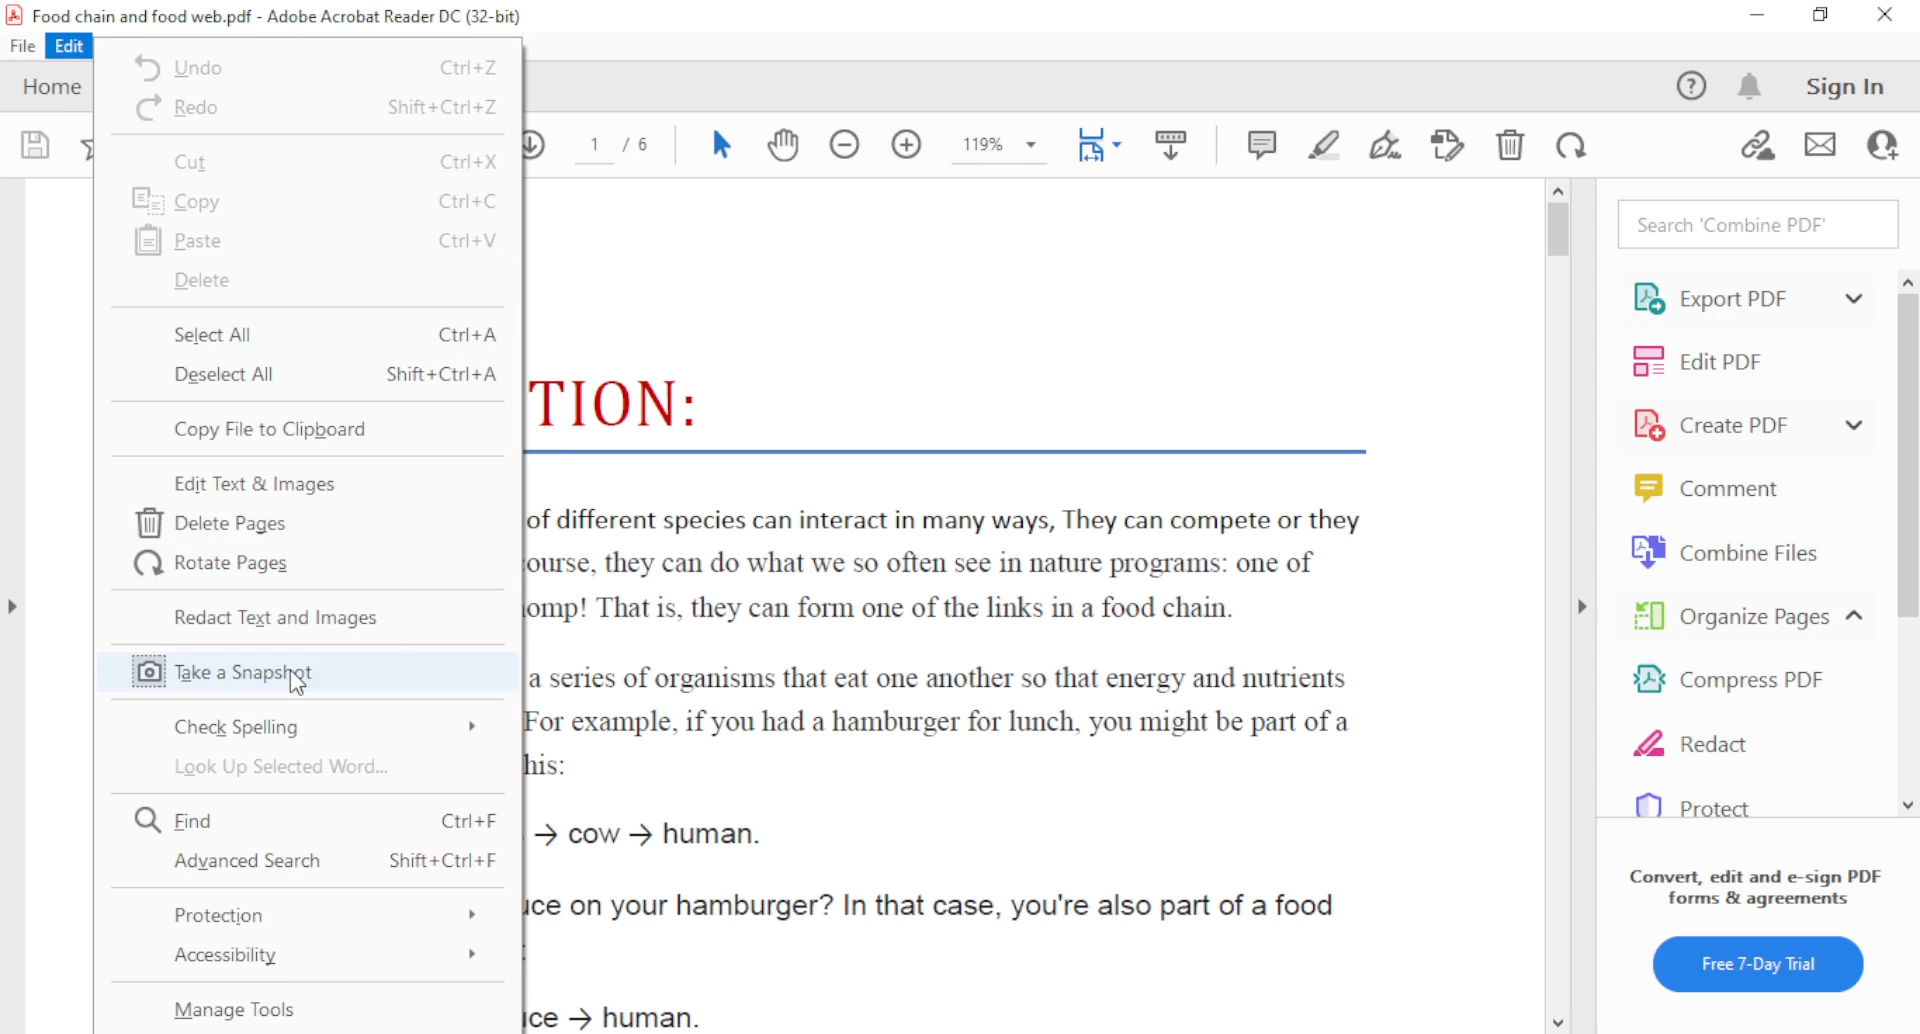 Food chain and food web.pdf - Adobe Acrobat Reader DC (32-bit)
File Edit
Home
Sign In
1 / 6
119%
Undo Ctrl+Z
Redo Shift+Ctrl+Z
Cut Ctrl+X
Copy Ctrl+C
Paste Ctrl+V
Delete
Select All Ctrl+A
Deselect All Shift+Ctrl+A
Copy File to Clipboard
Edit Text & Images
Delete Pages
Rotate Pages
Redact Text and Images
Take a Snapshot
Check Spelling
Look Up Selected Word...
Find Ctrl+F
Advanced Search Shift+Ctrl+F
Protection
Accessibility
Manage Tools
TION:
of different species can interact in many ways, They can compete or they
ourse, they can do what we so often see in nature programs: one of
omp! That is, they can form one of the links in a food chain.
a series of organisms that eat one another so that energy and nutrients
For example, if you had a hamburger for lunch, you might be part of a
his:
→ cow → human.
uce on your hamburger? In that case, you're also part of a food
:
uce → human.
Search 'Combine PDF'
Export PDF
Edit PDF
Create PDF
Comment
Combine Files
Organize Pages
Compress PDF
Redact
Protect
Convert, edit and e-sign PDF
forms & agreements
Free 7-Day Trial